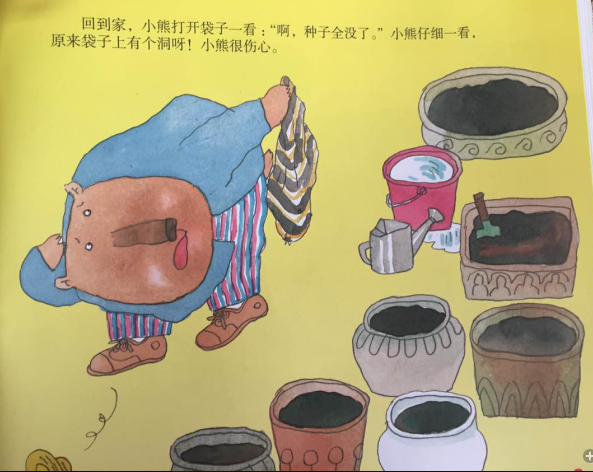 回到家，小熊打开袋子一看：“啊，种子全没了。”小熊仔细一看，
原来袋子上有个洞呀！小熊很伤心。